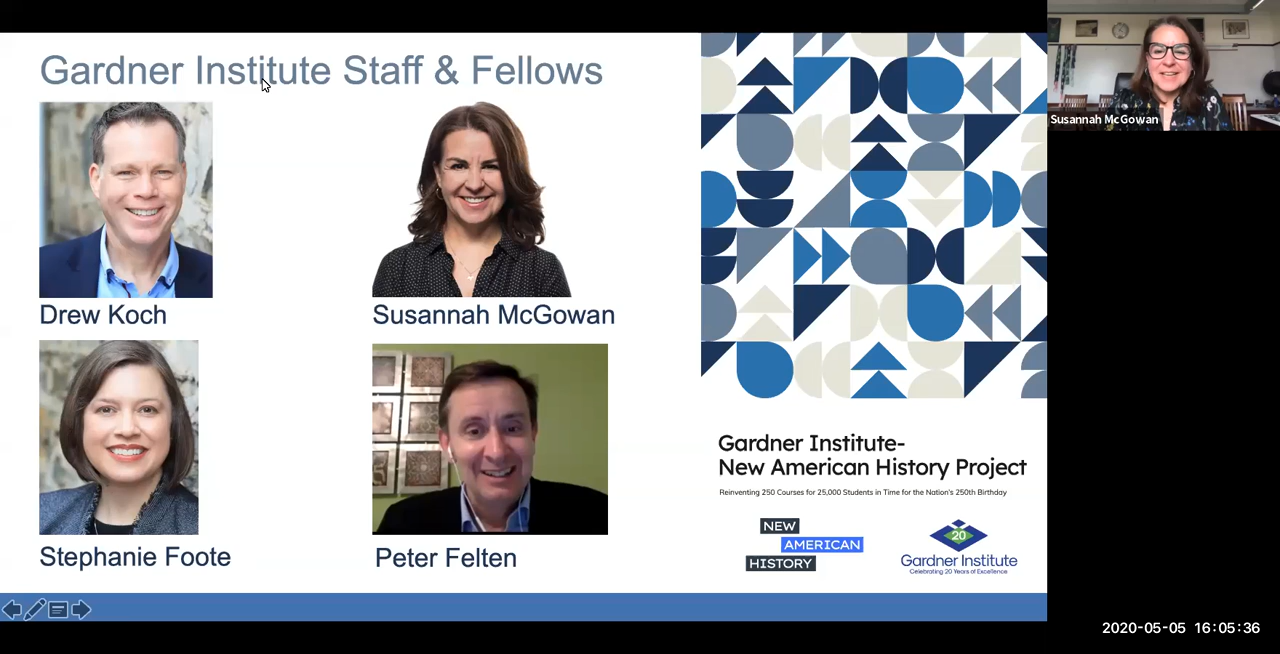 Gardner Institute Staff & Fellows
Drew Koch
Susannah McGowan
Stephanie Foote
Peter Felten
Gardner Institute-
New American History Project
Reinventing 250 Courses for 25,000 Students in Time for the Nation's 250th Birthday
NEW
AMERICAN
HISTORY
20
Gardner Institute
Celebrating 20 Years of Excellence
Susannah McGowan
2020-05-05 16:05:36